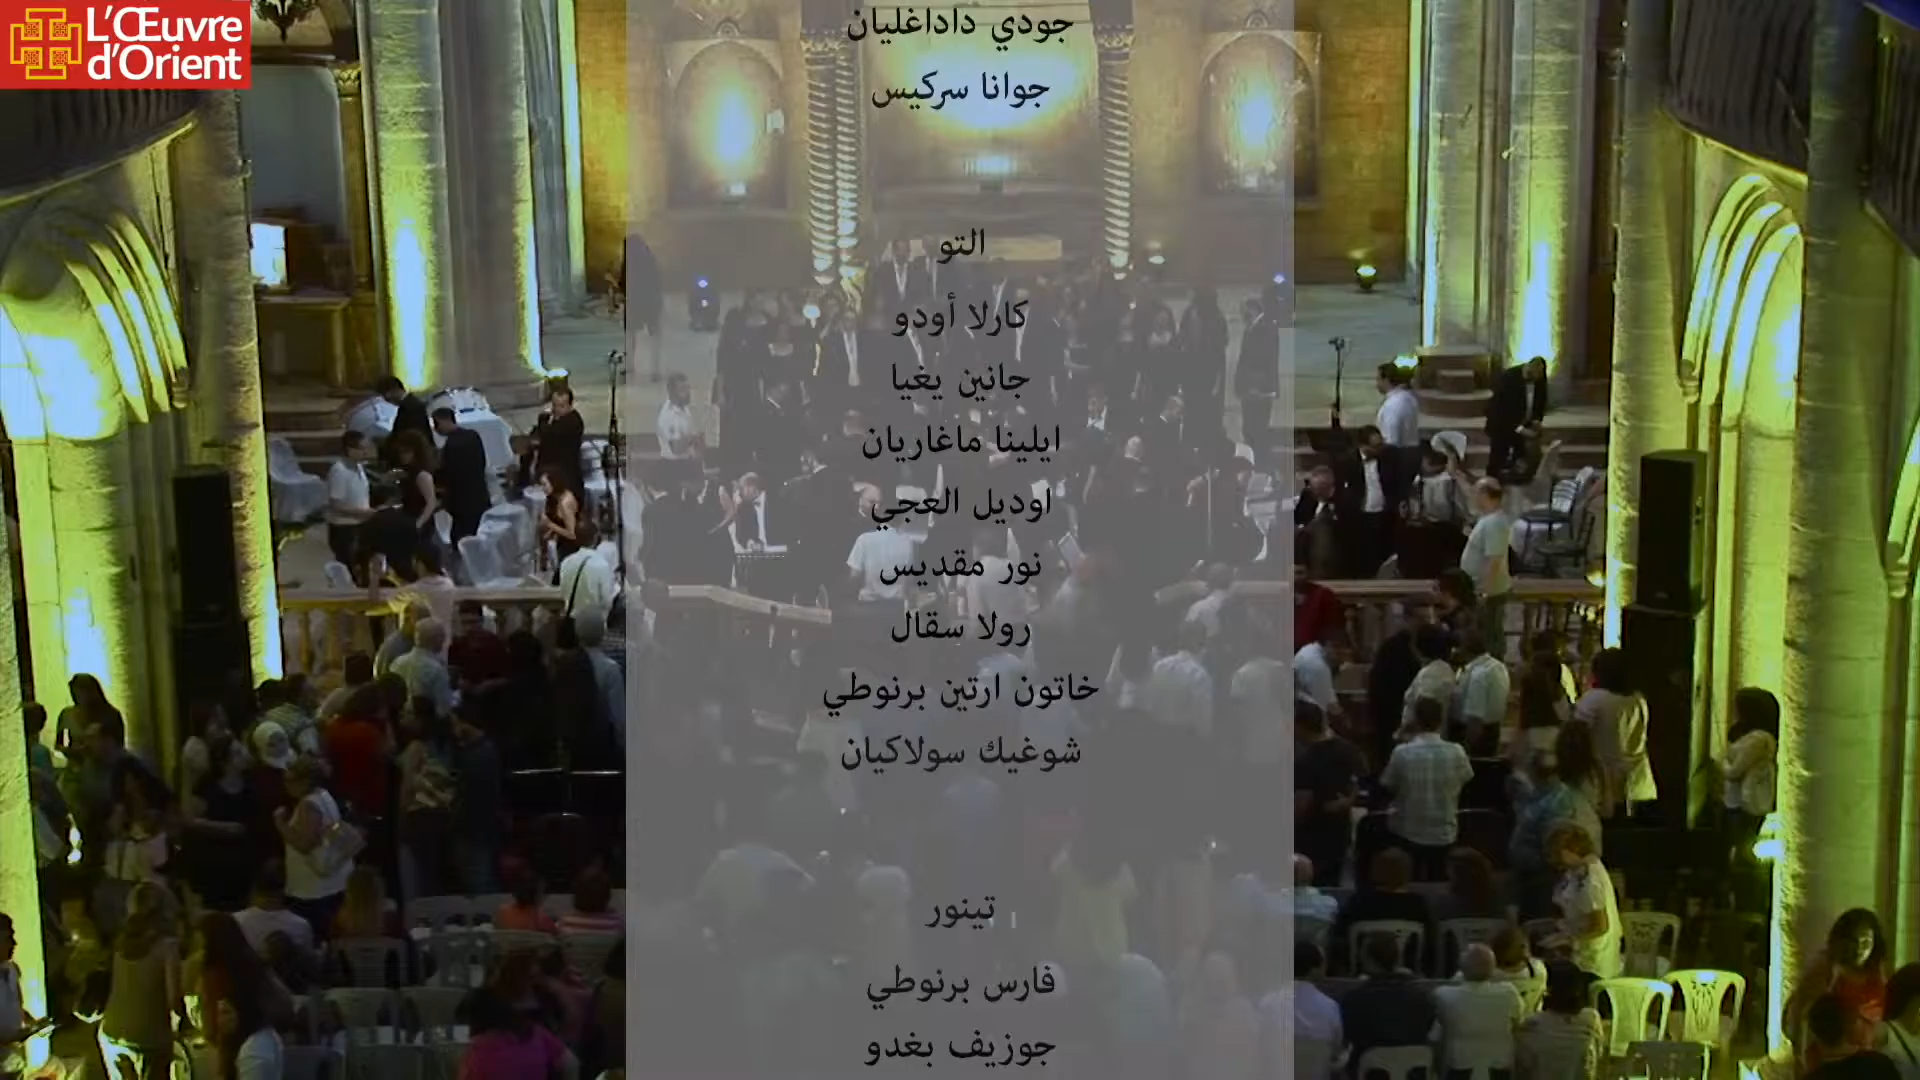 L'Œuvre
d'Orient
جودي داداغليان
جوانا سركيس
التو
كارلا أودو
جانين يغيا
ايلينا ماغاريان
اوديل العجي
نور مقديس
رولا سقال
خاتون ارتين برنوطي
شوغيك سولاكيان
تينور
فارس برنوطي
جوزيف بغدو